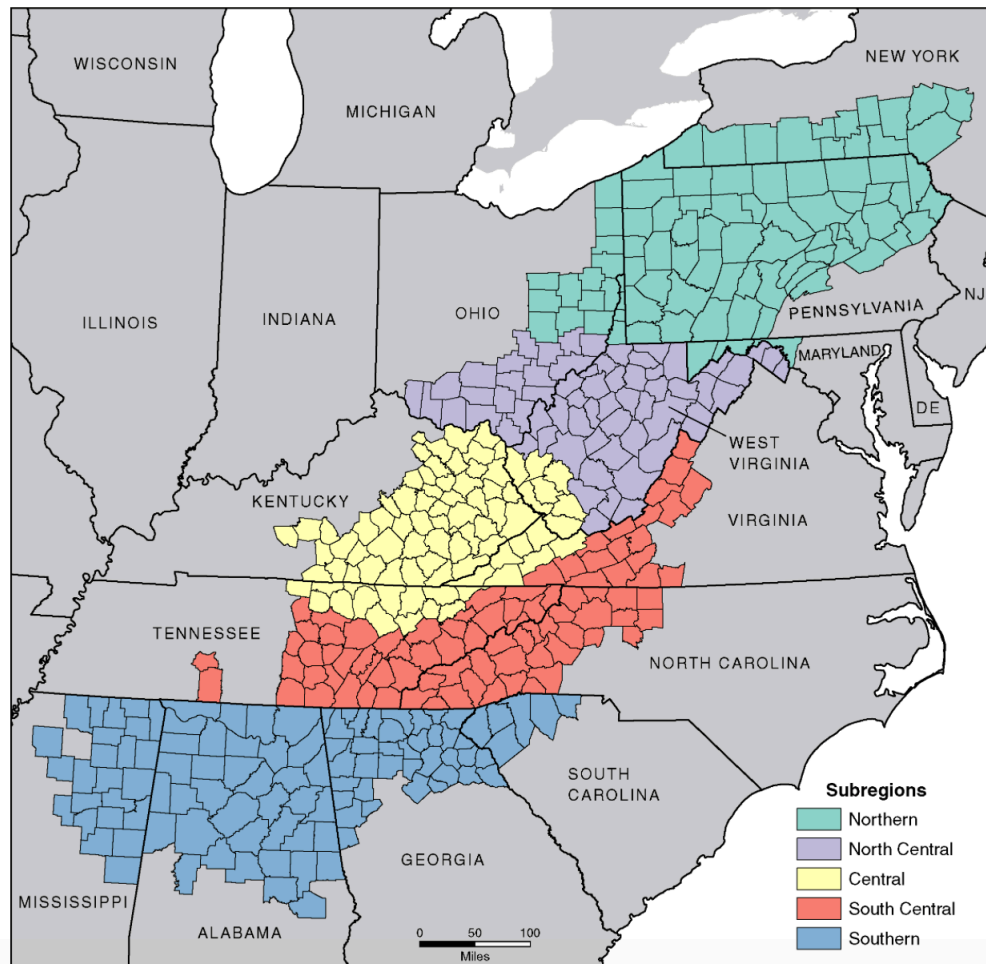 WISCONSIN
MICHIGAN
NEW YORK
ILLINOIS
INDIANA
OHIO
PENNSYLVANIA
NJ
MARYLAND
DE
WEST
VIRGINIA
KENTUCKY
VIRGINIA
TENNESSEE
NORTH CAROLINA
SOUTH
CAROLINA
GEORGIA
MISSISSIPPI
ALABAMA
0 50 100
Miles
Subregions
Northern
North Central
Central
South Central
Southern